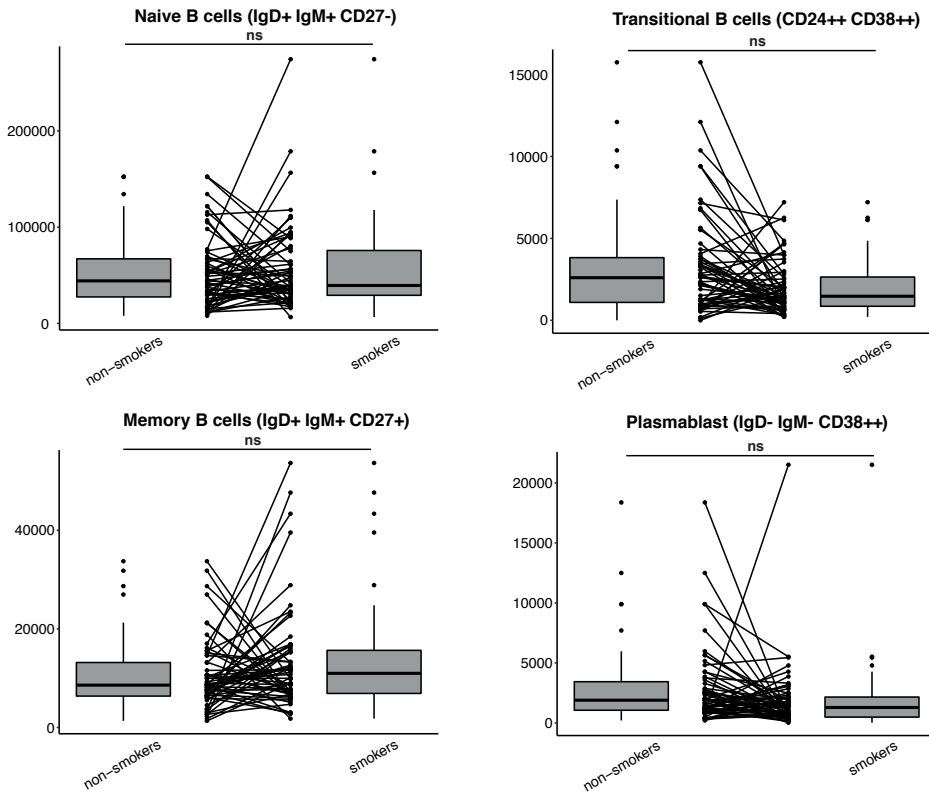 Naive B cells (IgD+ IgM+ CD27-)
ns
200000
100000
0
non−smokers
smokers
Transitional B cells (CD24++ CD38++)
ns
15000
10000
5000
0
non−smokers
smokers
Memory B cells (IgD+ IgM+ CD27+)
ns
40000
20000
0
non−smokers
smokers
Plasmablast (IgD- IgM- CD38++)
ns
20000
15000
10000
5000
0
non−smokers
smokers